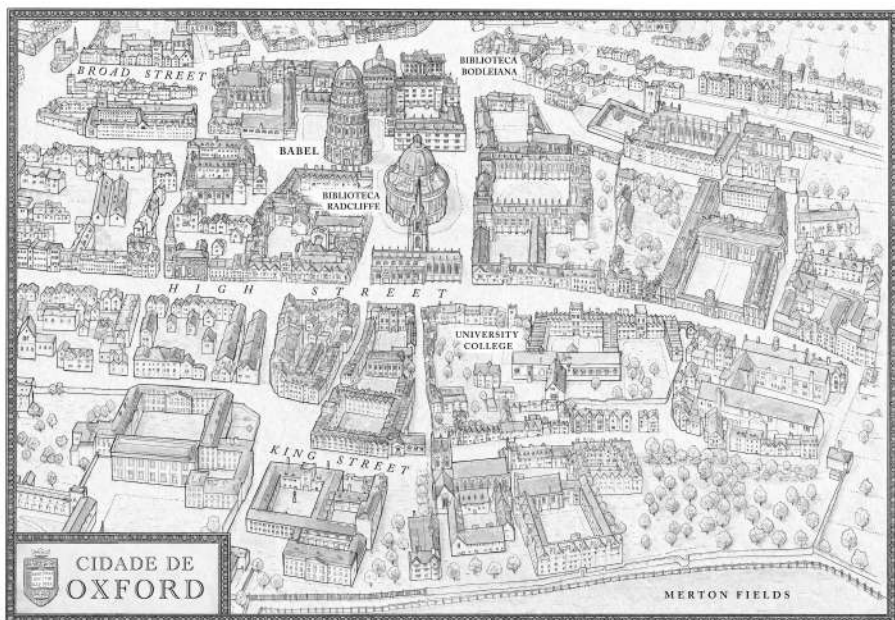 BROAD STREET
BIBLIOTECA
BODLEIANA
BABEL
BIBLIOTECA
RADCLIFFE
HIGH STREET
UNIVERSITY
COLLEGE
KING STREET
CIDADE DE
OXFORD
MERTON FIELDS